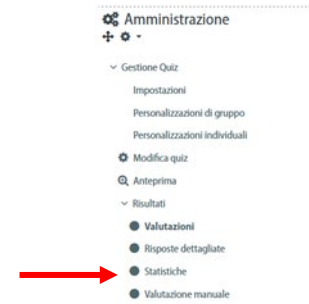 Amministrazione
Gestione Quiz
Impostazioni
Personalizzazioni di gruppo
Personalizzazioni individuali
Modifica quiz
Anteprima
Risultati
Valutazioni
Risposte dettagliate
Statistiche
Valutazione manuale